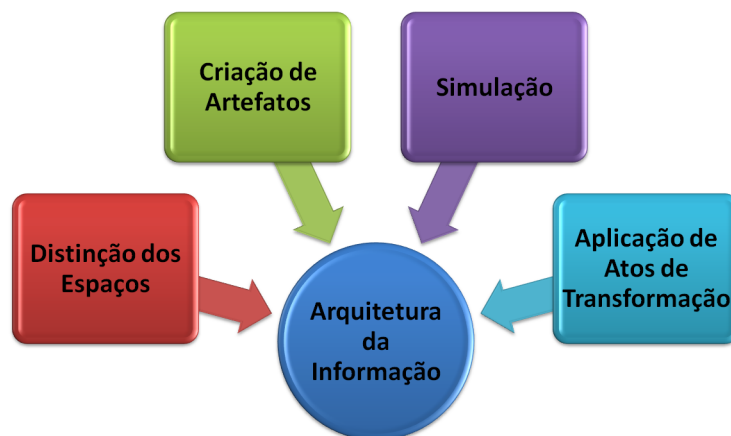 Criação de
Artefatos
Simulação
Distinção dos
Espaços
Aplicação de
Atos de
Transformação
Arquitetura
da
Informação